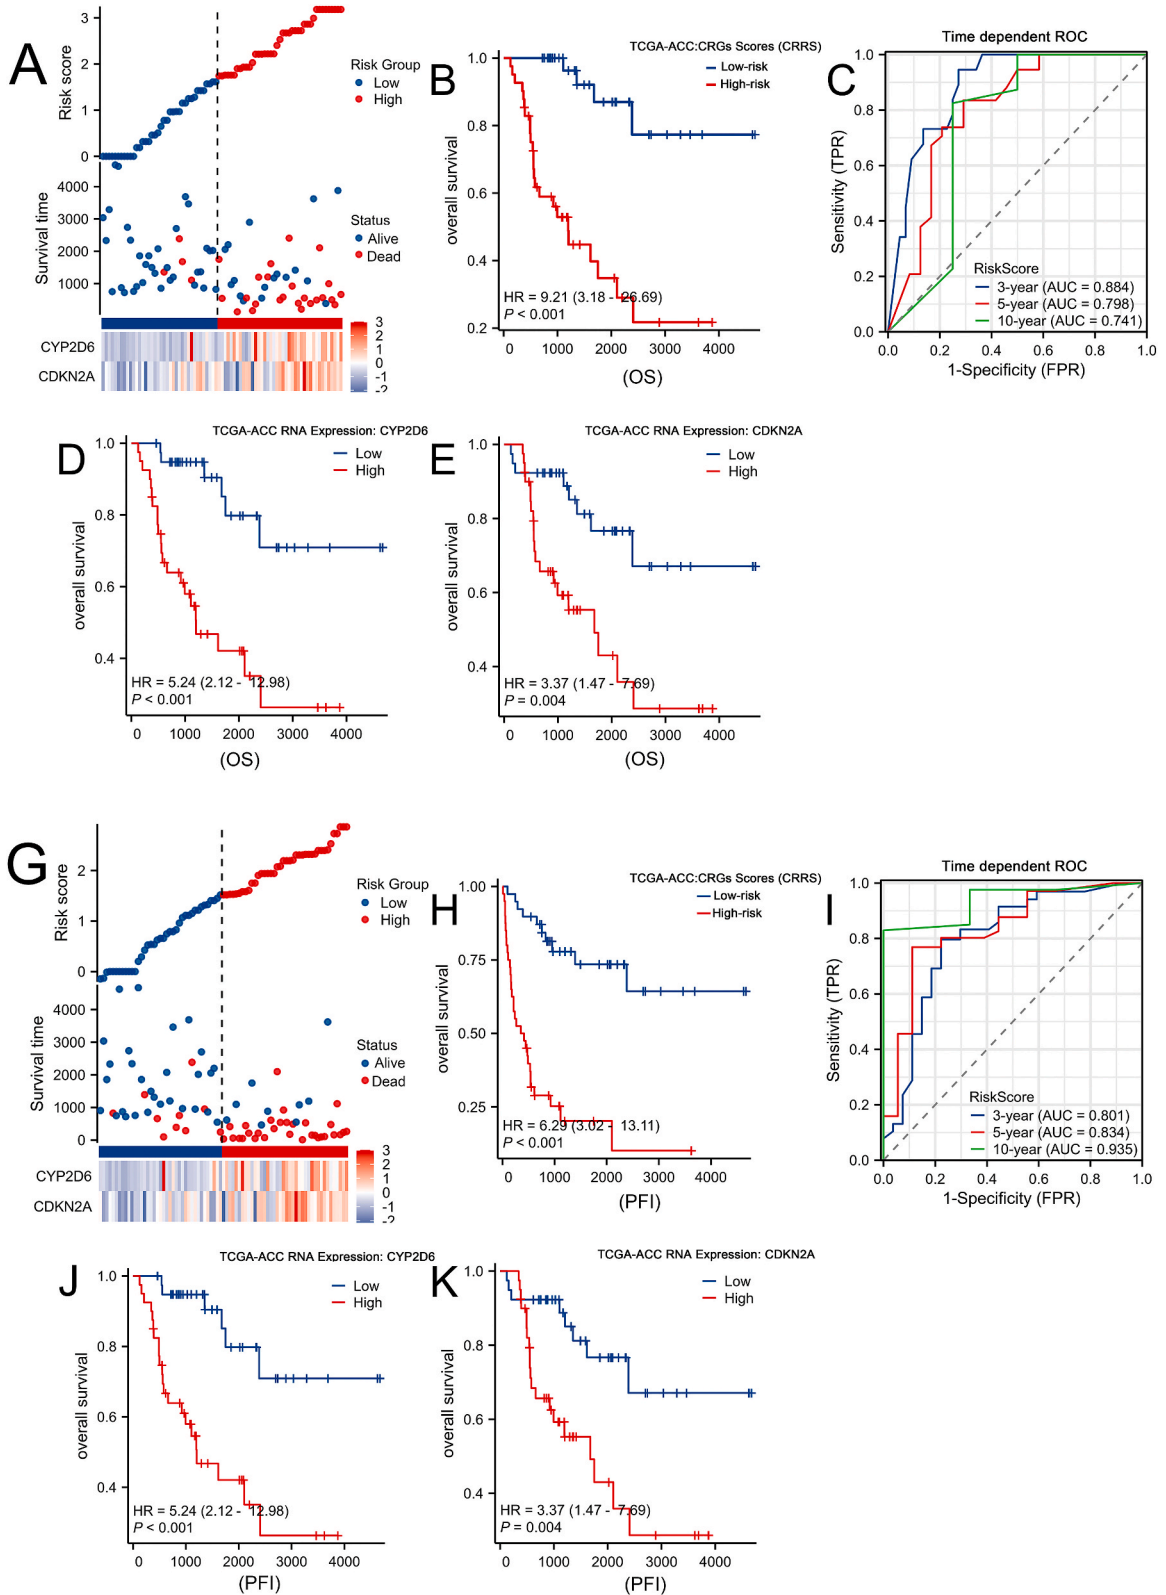 A
Risk score
3
2
1
0
Risk Group
Low
High
Survival time
4000
3000
2000
1000
Status
Alive
Dead
CYP2D6
CDKN2A
3
2
1
0
-1
-2
B
TCGA-ACC:CRGs Scores (CRRS)
Low-risk
High-risk
overall survival
1.0
0.8
0.6
0.4
0.2
HR = 9.21 (3.18 - 26.69)
P < 0.001
0 1000 2000 3000 4000
(OS)
C
Time dependent ROC
Sensitivity (TPR)
1.0
0.8
0.6
0.4
0.2
0.0
RiskScore
3-year (AUC = 0.884)
5-year (AUC = 0.798)
10-year (AUC = 0.741)
0.0 0.2 0.4 0.6 0.8 1.0
1-Specificity (FPR)
D
TCGA-ACC RNA Expression: CYP2D6
Low
High
overall survival
1.0
0.8
0.6
0.4
HR = 5.24 (2.12 - 12.98)
P < 0.001
0 1000 2000 3000 4000
(OS)
E
TCGA-ACC RNA Expression: CDKN2A
Low
High
overall survival
1.0
0.8
0.6
0.4
HR = 3.37 (1.47 - 7.69)
P = 0.004
0 1000 2000 3000 4000
(OS)
G
Risk score
2
1
0
Risk Group
Low
High
Survival time
4000
3000
2000
1000
0
Status
Alive
Dead
CYP2D6
CDKN2A
3
2
1
0
-1
-2
H
TCGA-ACC:CRGs Scores (CRRS)
Low-risk
High-risk
overall survival
1.00
0.75
0.50
0.25
HR = 6.29 (3.02 - 13.11)
P < 0.001
0 1000 2000 3000 4000
(PFI)
I
Time dependent ROC
Sensitivity (TPR)
1.0
0.8
0.6
0.4
0.2
0.0
RiskScore
3-year (AUC = 0.801)
5-year (AUC = 0.834)
10-year (AUC = 0.935)
0.0 0.2 0.4 0.6 0.8 1.0
1-Specificity (FPR)
J
TCGA-ACC RNA Expression: CYP2D6
Low
High
overall survival
1.0
0.8
0.6
0.4
HR = 5.24 (2.12 - 12.98)
P < 0.001
0 1000 2000 3000 4000
(PFI)
K
TCGA-ACC RNA Expression: CDKN2A
Low
High
overall survival
1.0
0.8
0.6
0.4
HR = 3.37 (1.47 - 7.69)
P = 0.004
0 1000 2000 3000 4000
(PFI)